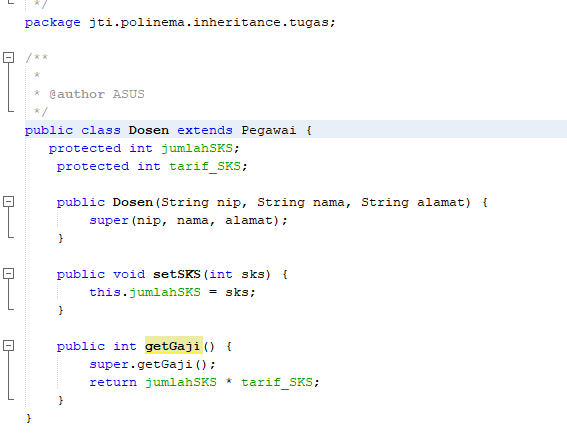 */
package jti.polinema.inheritance.tugas;
/**
*
* @author ASUS
*/
public class Dosen extends Pegawai {
protected int jumlahSKS;
protected int tarif_SKS;
public Dosen(String nip, String nama, String alamat) {
super(nip, nama, alamat);
}
public void setSKS(int sks) {
this.jumlahSKS = sks;
}
public int getGaji() {
super.getGaji();
return jumlahSKS * tarif_SKS;
}
}